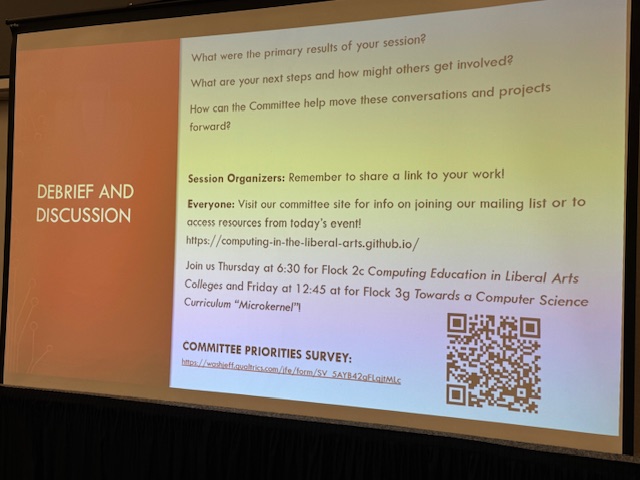 DEBRIEF AND
DISCUSSION
What were the primary results of your session?
What are your next steps and how might others get involved?
How can the Committee help move these conversations and projects
forward?
Session Organizers: Remember to share a link to your work!
Everyone: Visit our committee site for info on joining our mailing list or to
access resources from today's event!
https://computing-in-the-liberal-arts.github.io/
Join us Thursday at 6:30 for Flock 2c Computing Education in Liberal Arts
Colleges and Friday at 12:45 at for Flock 3g Towards a Computer Science
Curriculum "Microkernel"!
COMMITTEE PRIORITIES SURVEY:
https://washjeff.qualtrics.com/jfe/form/SV_5AYB42gFLqjtMLc